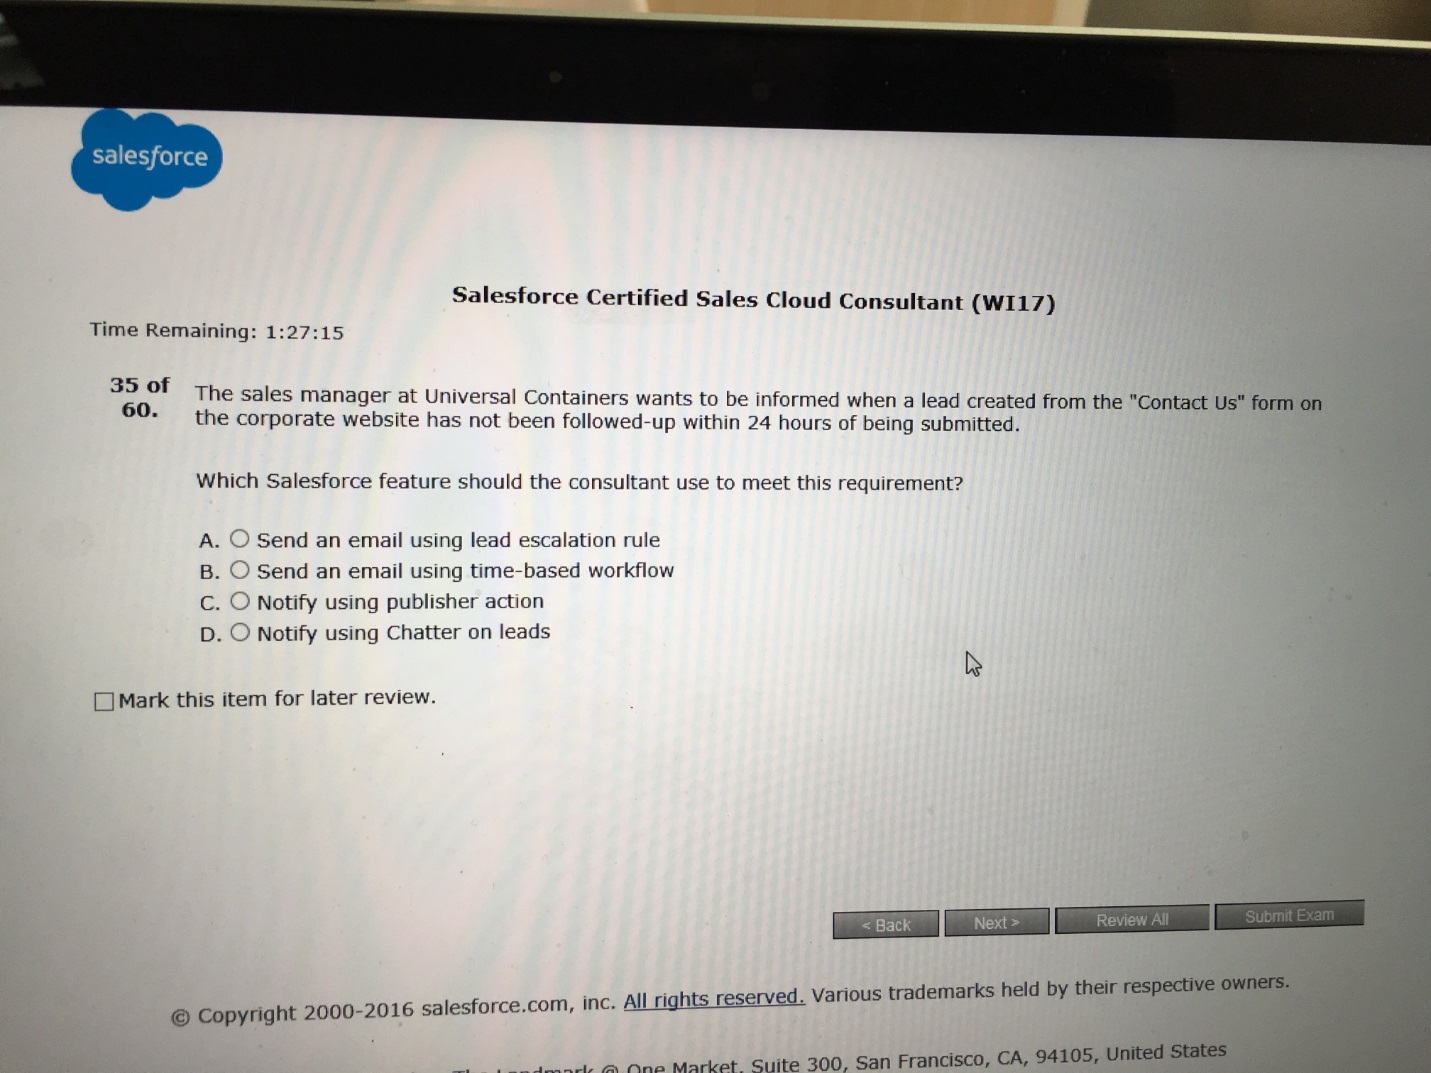 salesforce
Salesforce Certified Sales Cloud Consultant (WI17)
Time Remaining: 1:27:15
35 of
60.
The sales manager at Universal Containers wants to be informed when a lead created from the "Contact Us" form on
the corporate website has not been followed-up within 24 hours of being submitted.
Which Salesforce feature should the consultant use to meet this requirement?
A. Send an email using lead escalation rule
B. Send an email using time-based workflow
C. Notify using publisher action
D. Notify using Chatter on leads
Mark this item for later review.
< Back
Next >
Review All
Submit Exam
© Copyright 2000-2016 salesforce.com, inc. All rights reserved. Various trademarks held by their respective owners.
@ One Market, Suite 300, San Francisco, CA, 94105, United States